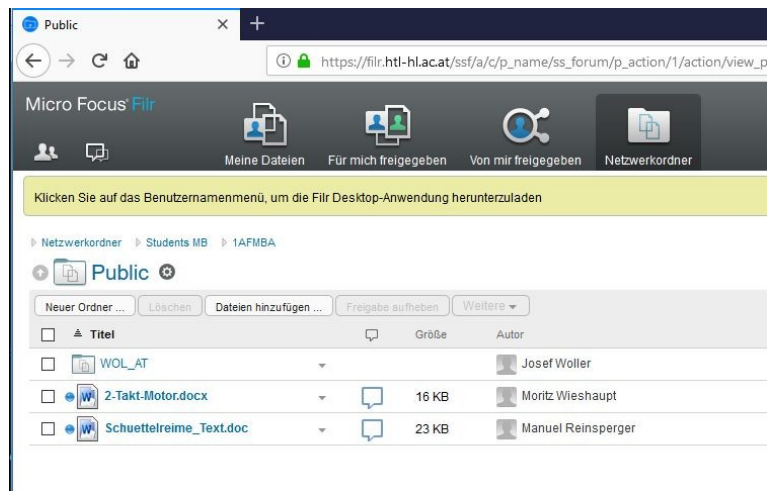 Public
https://filr.htl-hl.ac.at/ssf/a/c/p_name/ss_forum/p_action/1/action/view_p
Micro Focus® Filr
Meine Dateien Für mich freigegeben Von mir freigegeben Netzwerkordner
Klicken Sie auf das Benutzernamenmenü, um die Filr Desktop-Anwendung herunterzuladen
Netzwerkordner Students MB 1AFMBA
Public
Neuer Ordner ... Löschen Dateien hinzufügen ... Freigabe aufheben Weitere
Titel Größe Autor
WOL_AT Josef Woller
2-Takt-Motor.docx 16 KB Moritz Wieshaupt
Schuettelreime_Text.doc 23 KB Manuel Reinsperger